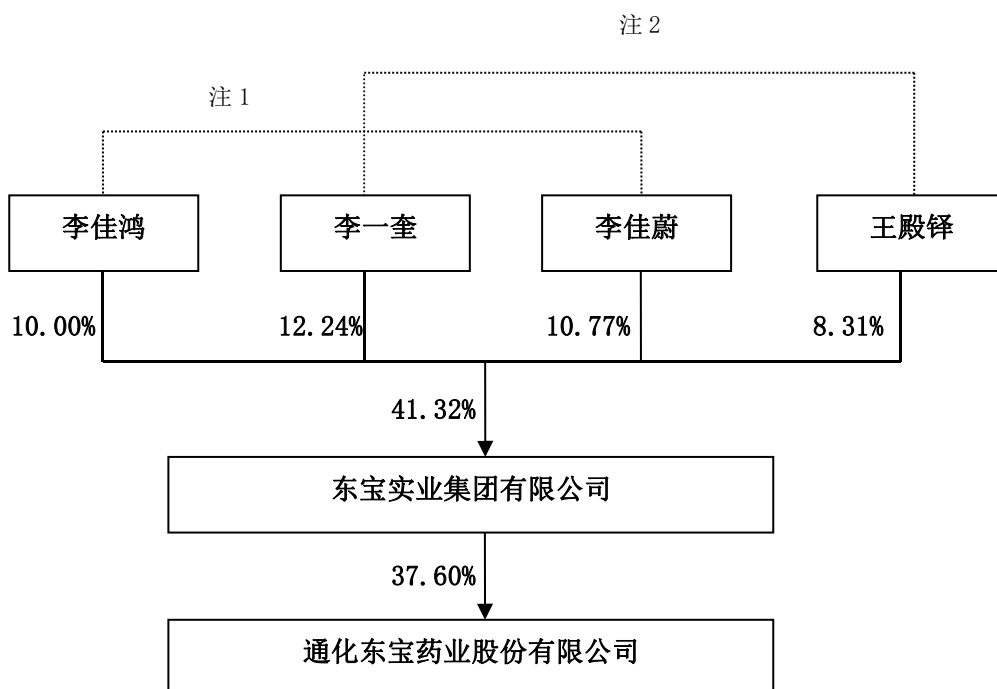 注 2
注 1
李佳鸿
李一奎
李佳蔚
王殿铎
10.00%
12.24%
10.77%
8.31%
41.32%
东宝实业集团有限公司
37.60%
通化东宝药业股份有限公司